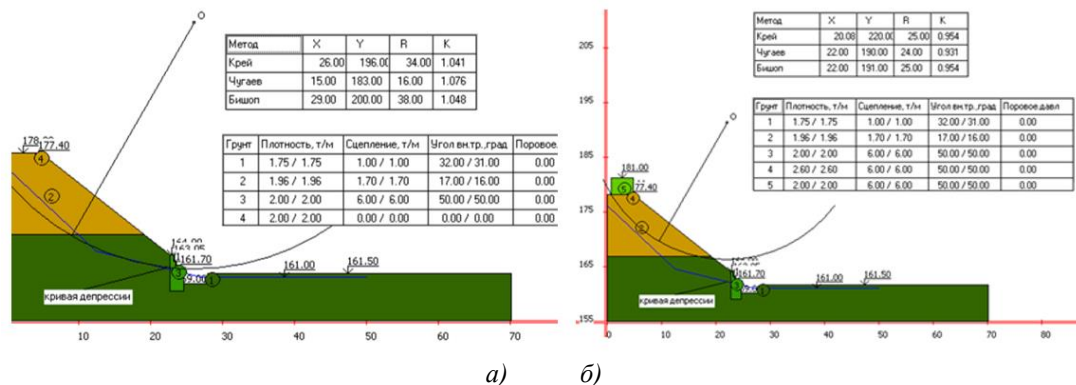 O
Метод X Y R K
Крей 26.00 196.00 34.00 1.041
Чугаев 15.00 183.00 16.00 1.076
Бишоп 29.00 200.00 38.00 1.048
Грунт Плотность, т/м Сцепление, т/м Угол вн.тр.,град Поровое.
1 1.75 / 1.75 1.00 / 1.00 32.00 / 31.00 0.00
2 1.96 / 1.96 1.70 / 1.70 17.00 / 16.00 0.00
3 2.00 / 2.00 6.00 / 6.00 50.00 / 50.00 0.00
4 2.00 / 2.00 0.00 / 0.00 0.00 / 0.00 0.00
177.40
4
2
161.70
3
1
161.00
161.50
кривая депрессии
10 20 30 40 50 60 70
а)
215
205
195
185
175
165
155
Метод X Y R K
Крей 20.08 220.00 25.00 0.954
Чугаев 22.00 190.00 24.00 0.931
Бишоп 22.00 191.00 25.00 0.954
Грунт Плотность, т/м Сцепление, т/м Угол вн.тр.,град Поровое.давл
1 1.75 / 1.75 1.00 / 1.00 32.00 / 31.00 0.00
2 1.96 / 1.96 1.70 / 1.70 17.00 / 16.00 0.00
3 2.00 / 2.00 6.00 / 6.00 50.00 / 50.00 0.00
4 2.60 / 2.60 6.00 / 6.00 50.00 / 50.00 0.00
5 2.00 / 2.00 6.00 / 6.00 50.00 / 50.00 0.00
O
181.00
5
4
77.40
2
161.70
3
1
161.00
161.50
0 10 20 30 40 50 60 70 80
б)